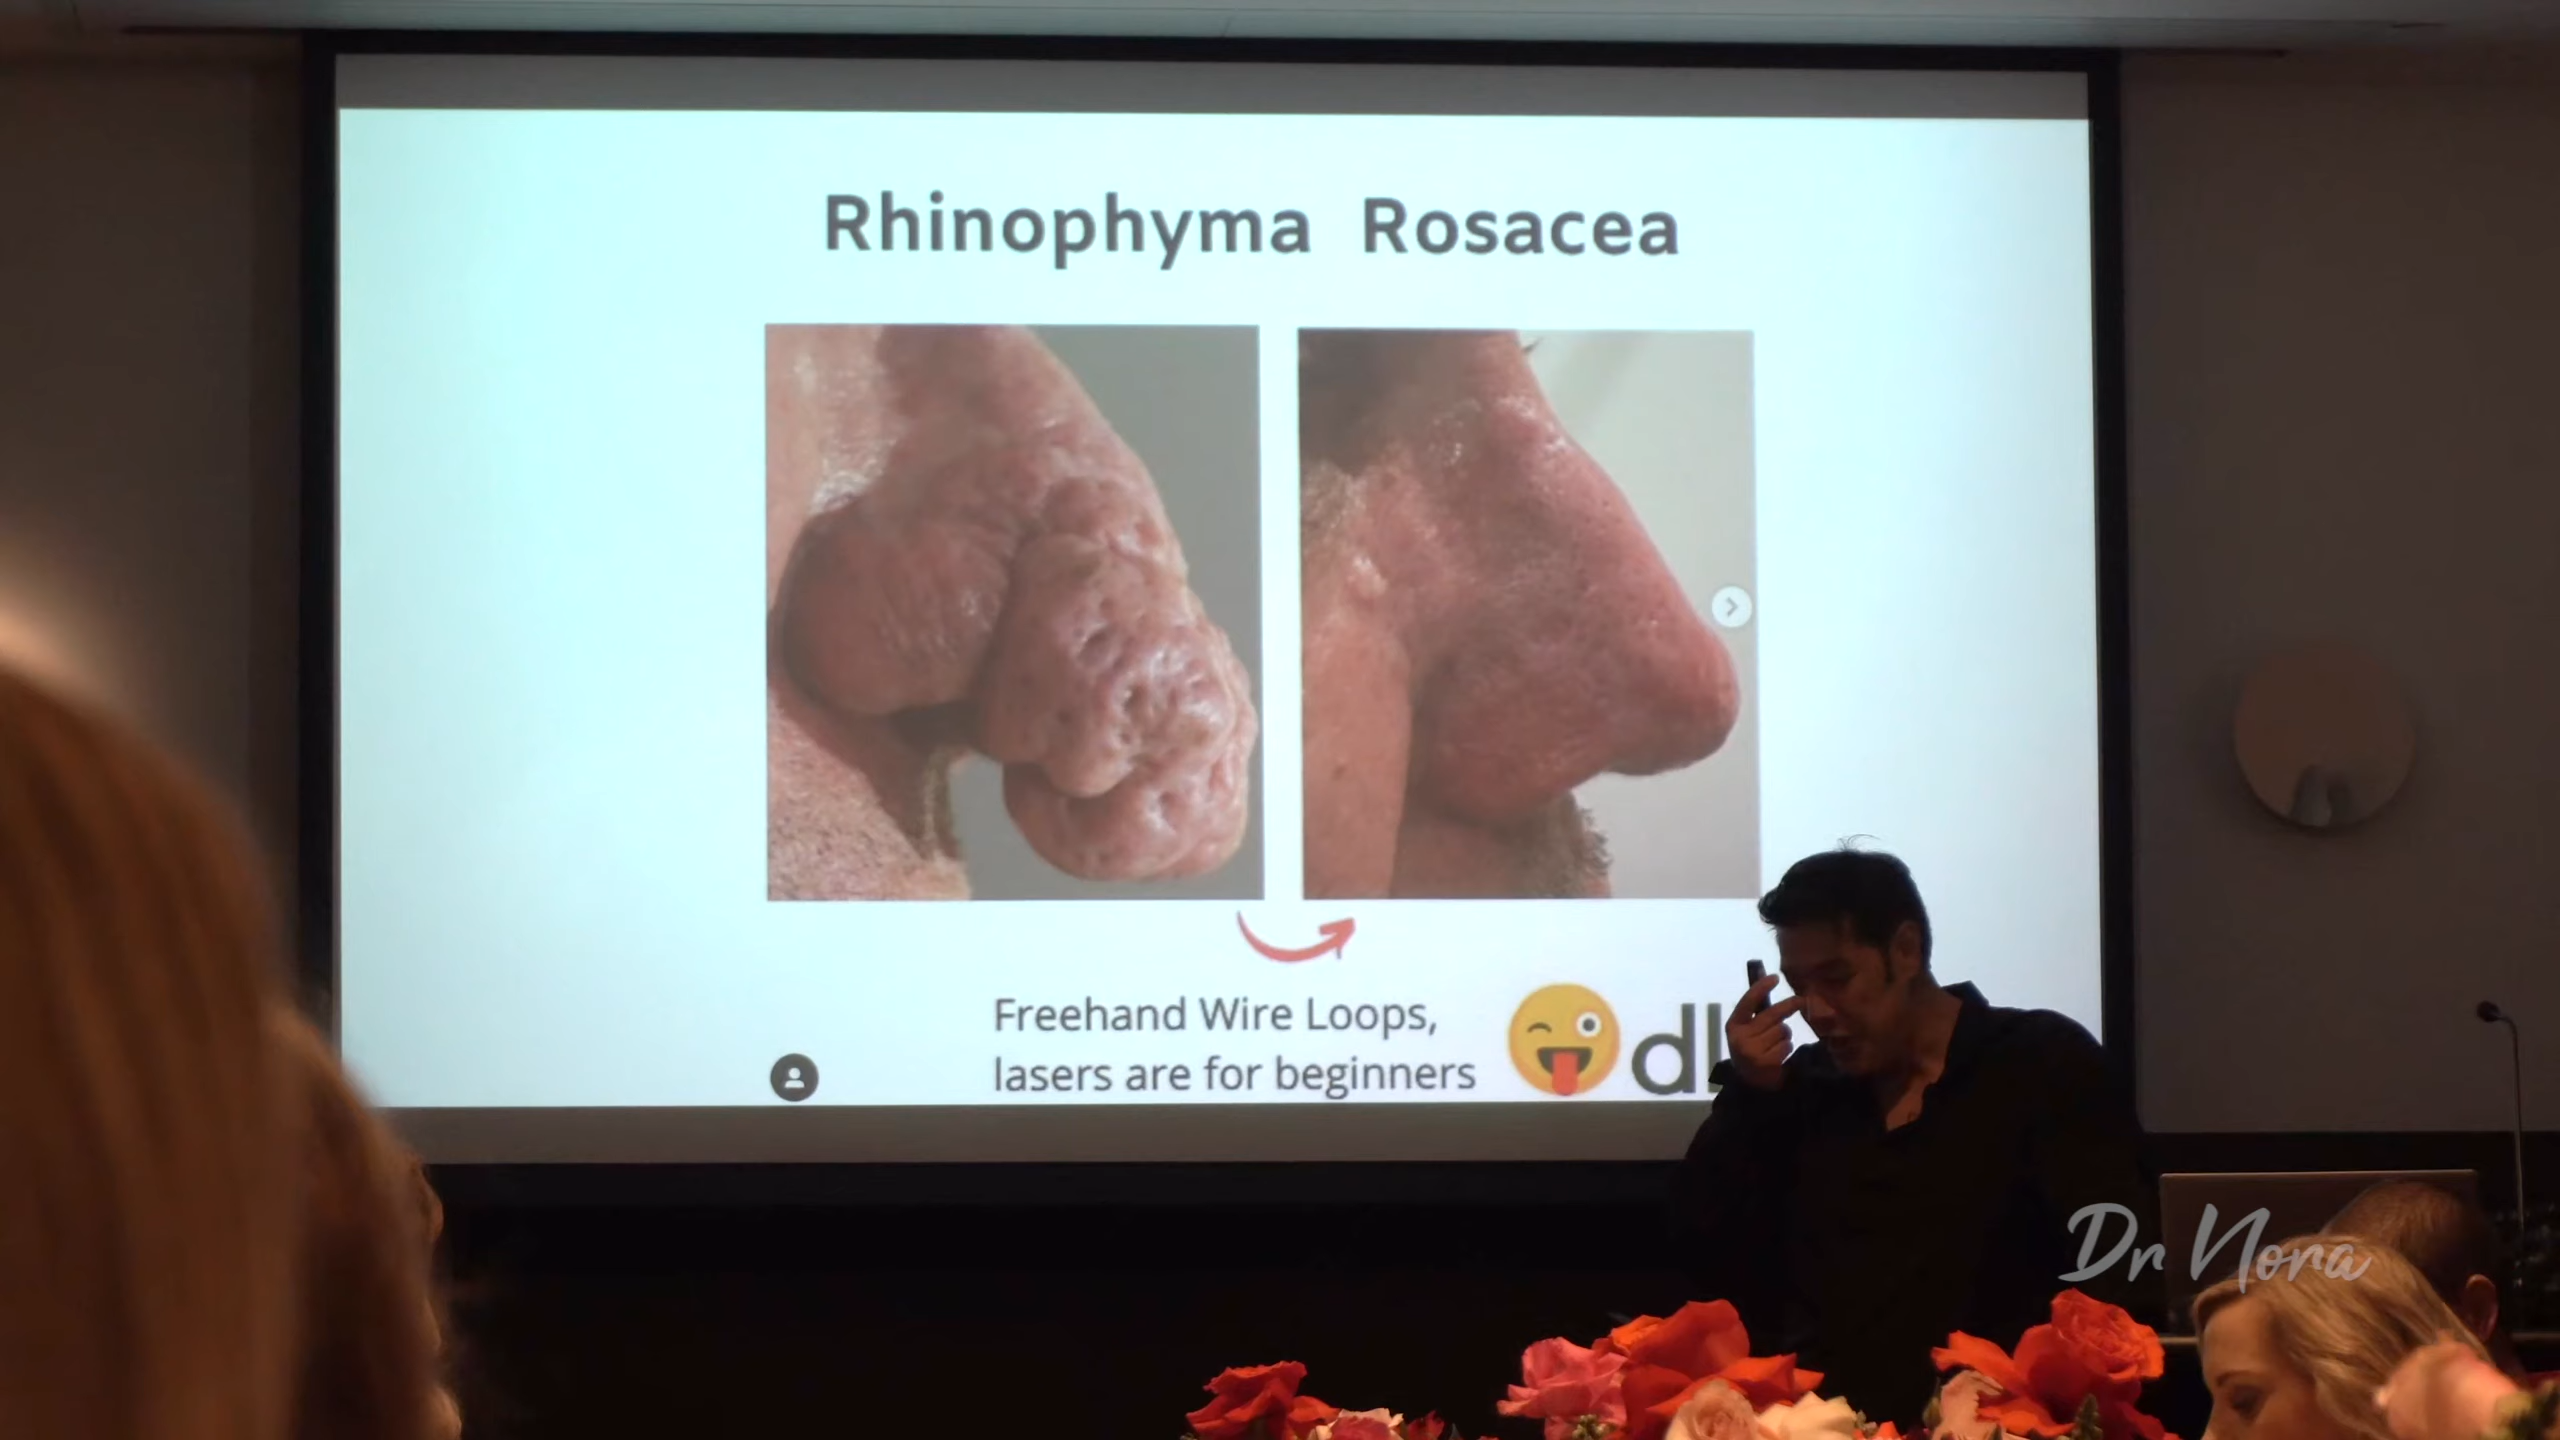 Rhinophyma Rosacea
Freehand Wire Loops,
lasers are for beginners
Dr Nora